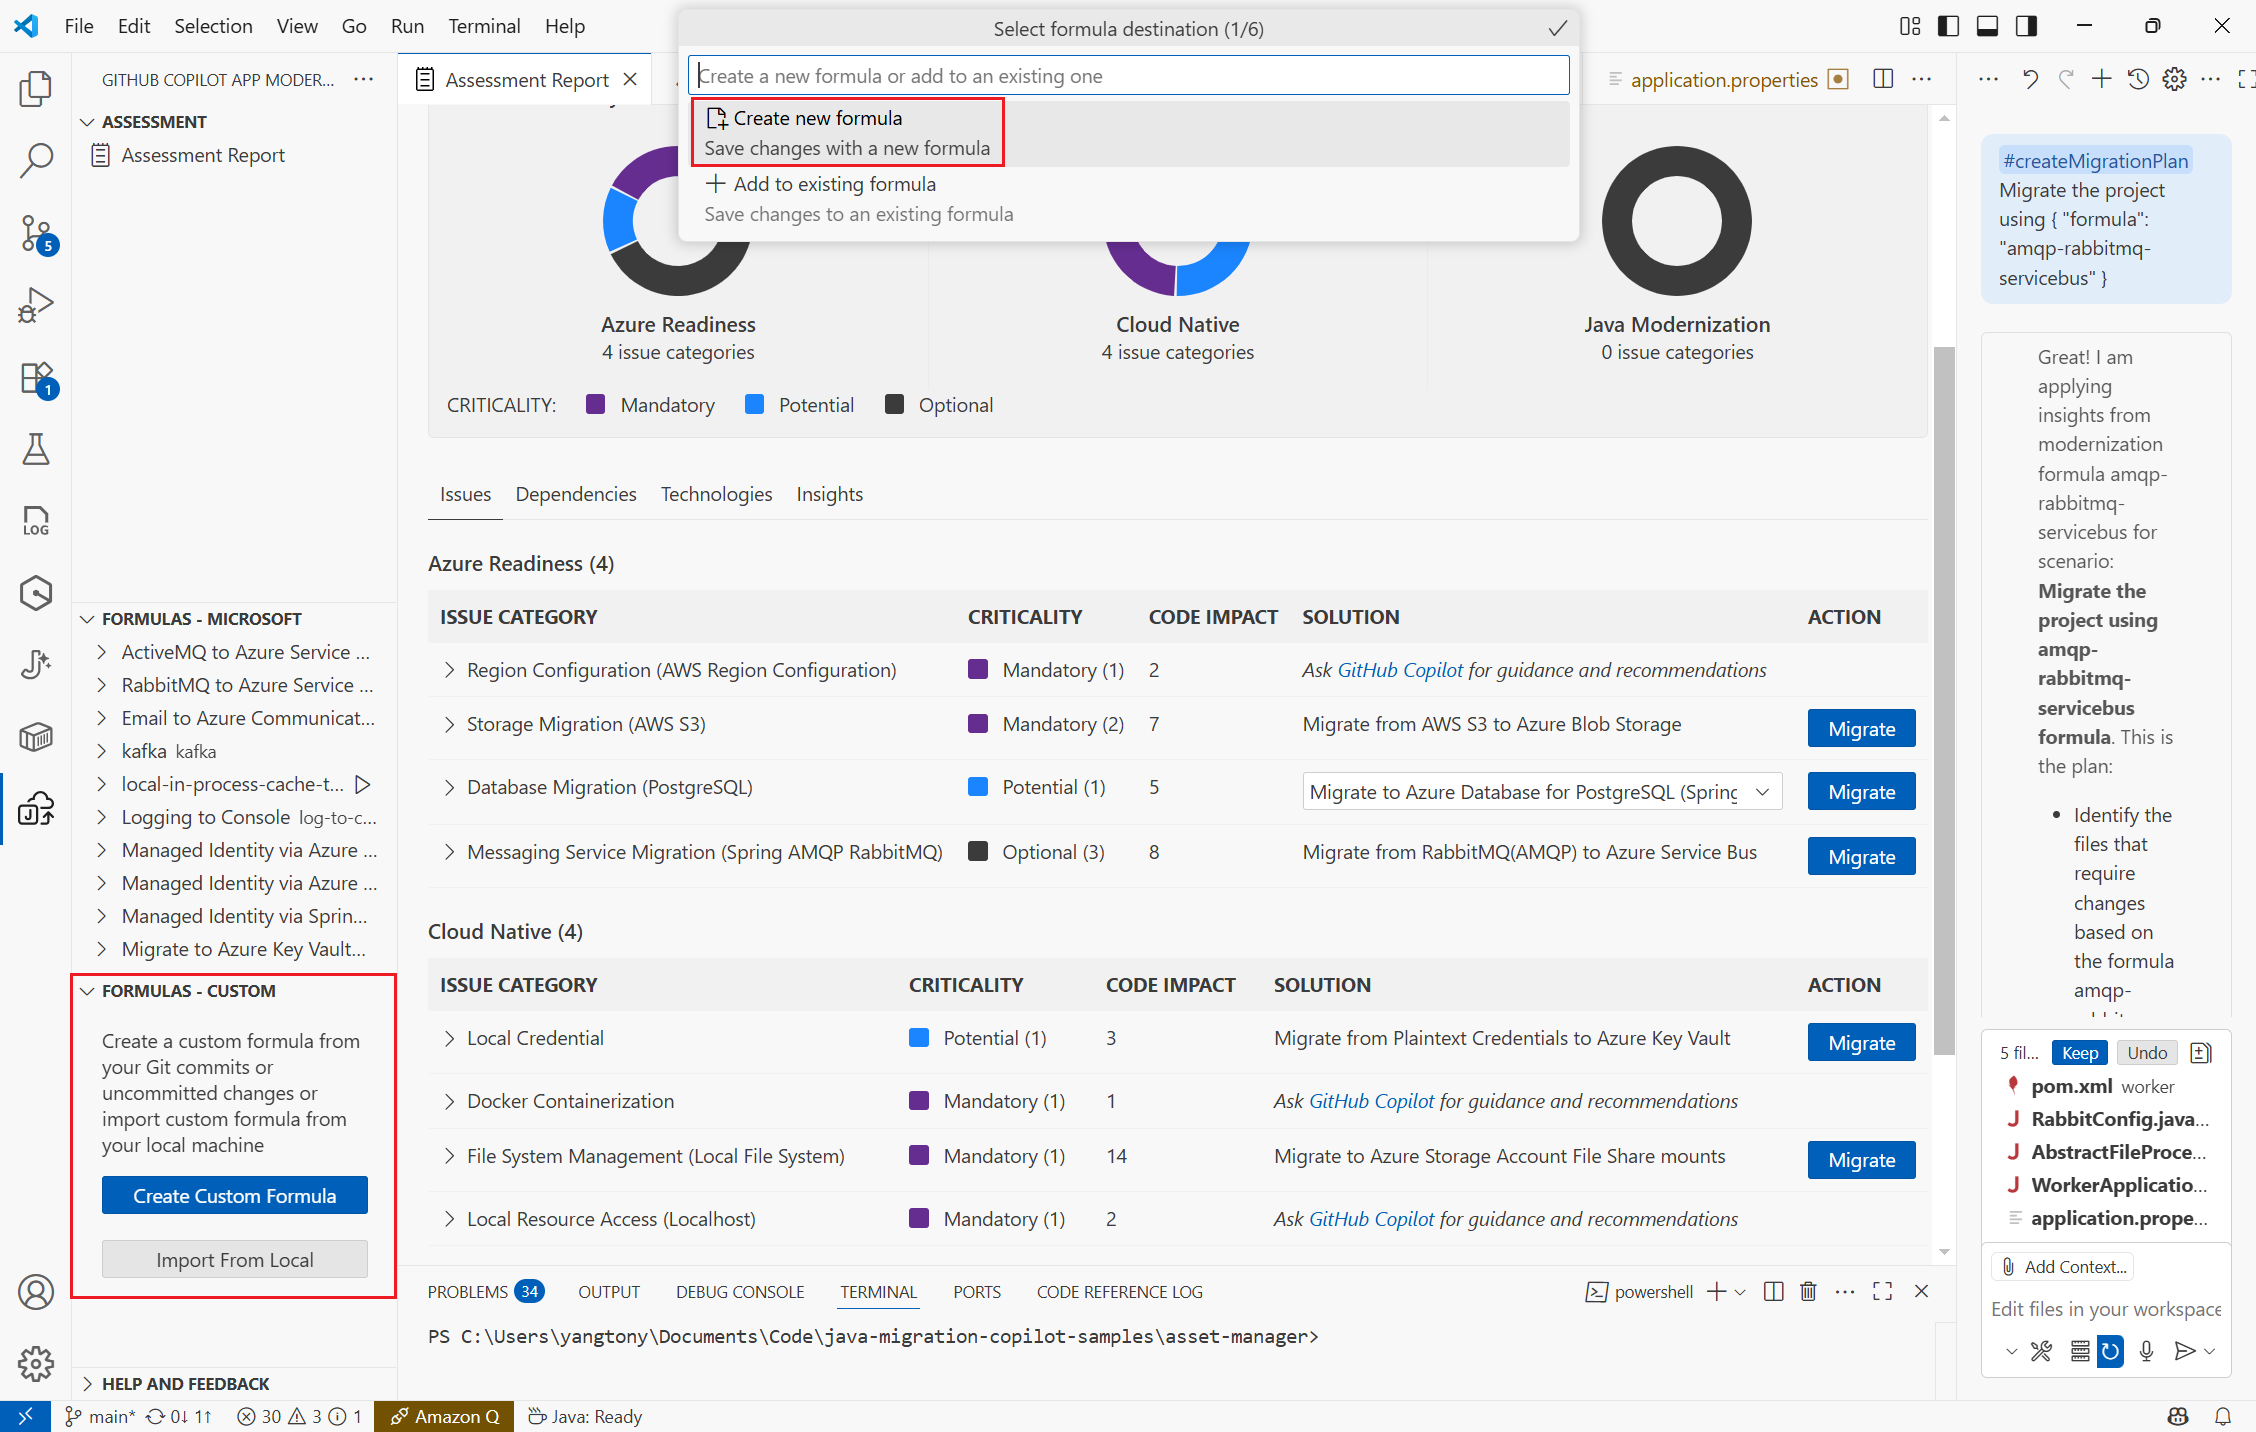 File Edit Selection View Go Run Terminal Help
Select formula destination (1/6)
Create a new formula or add to an existing one
Create new formula
Save changes with a new formula
Add to existing formula
Save changes to an existing formula
GITHUB COPILOT APP MODER... ···
Assessment Report
application.properties
ASSESSMENT
Assessment Report
5
1
LOG
FORMULAS - MICROSOFT
ActiveMQ to Azure Service ...
RabbitMQ to Azure Service ...
Email to Azure Communicat...
kafka kafka
local-in-process-cache-t...
Logging to Console log-to-c...
Managed Identity via Azure ...
Managed Identity via Azure ...
Managed Identity via Sprin...
Migrate to Azure Key Vault...
FORMULAS - CUSTOM
Create a custom formula from
your Git commits or
uncommitted changes or
import custom formula from
your local machine
Create Custom Formula
Import From Local
HELP AND FEEDBACK
Azure Readiness
4 issue categories
Cloud Native
4 issue categories
Java Modernization
0 issue categories
CRITICALITY: Mandatory Potential Optional
Issues Dependencies Technologies Insights
Azure Readiness (4)
ISSUE CATEGORY CRITICALITY CODE IMPACT SOLUTION ACTION
Region Configuration (AWS Region Configuration) Mandatory (1) 2 Ask GitHub Copilot for guidance and recommendations
Storage Migration (AWS S3) Mandatory (2) 7 Migrate from AWS S3 to Azure Blob Storage Migrate
Database Migration (PostgreSQL) Potential (1) 5 Migrate to Azure Database for PostgreSQL (Spring Migrate
Messaging Service Migration (Spring AMQP RabbitMQ) Optional (3) 8 Migrate from RabbitMQ(AMQP) to Azure Service Bus Migrate
Cloud Native (4)
ISSUE CATEGORY CRITICALITY CODE IMPACT SOLUTION ACTION
Local Credential Potential (1) 3 Migrate from Plaintext Credentials to Azure Key Vault Migrate
Docker Containerization Mandatory (1) 1 Ask GitHub Copilot for guidance and recommendations
File System Management (Local File System) Mandatory (1) 14 Migrate to Azure Storage Account File Share mounts Migrate
Local Resource Access (Localhost) Mandatory (1) 2 Ask GitHub Copilot for guidance and recommendations
PROBLEMS 34 OUTPUT DEBUG CONSOLE TERMINAL PORTS CODE REFERENCE LOG powershell
PS C:\Users\yangtony\Documents\Code\java-migration-copilot-samples\asset-manager>
#createMigrationPlan
Migrate the project
using { "formula":
"amqp-rabbitmq-
servicebus" }
Great! I am
applying
insights from
modernization
formula amqp-
rabbitmq-
servicebus for
scenario:
Migrate the
project using
amqp-
rabbitmq-
servicebus
formula. This is
the plan:
• Identify the
files that
require
changes
based on
the formula
amqp-
5 fil... Keep Undo
pom.xml worker
RabbitConfig.java...
AbstractFileProce...
WorkerApplicatio...
application.prope...
Add Context...
Edit files in your workspace
main* 0↓ 1↑ 30 3 1 Amazon Q Java: Ready